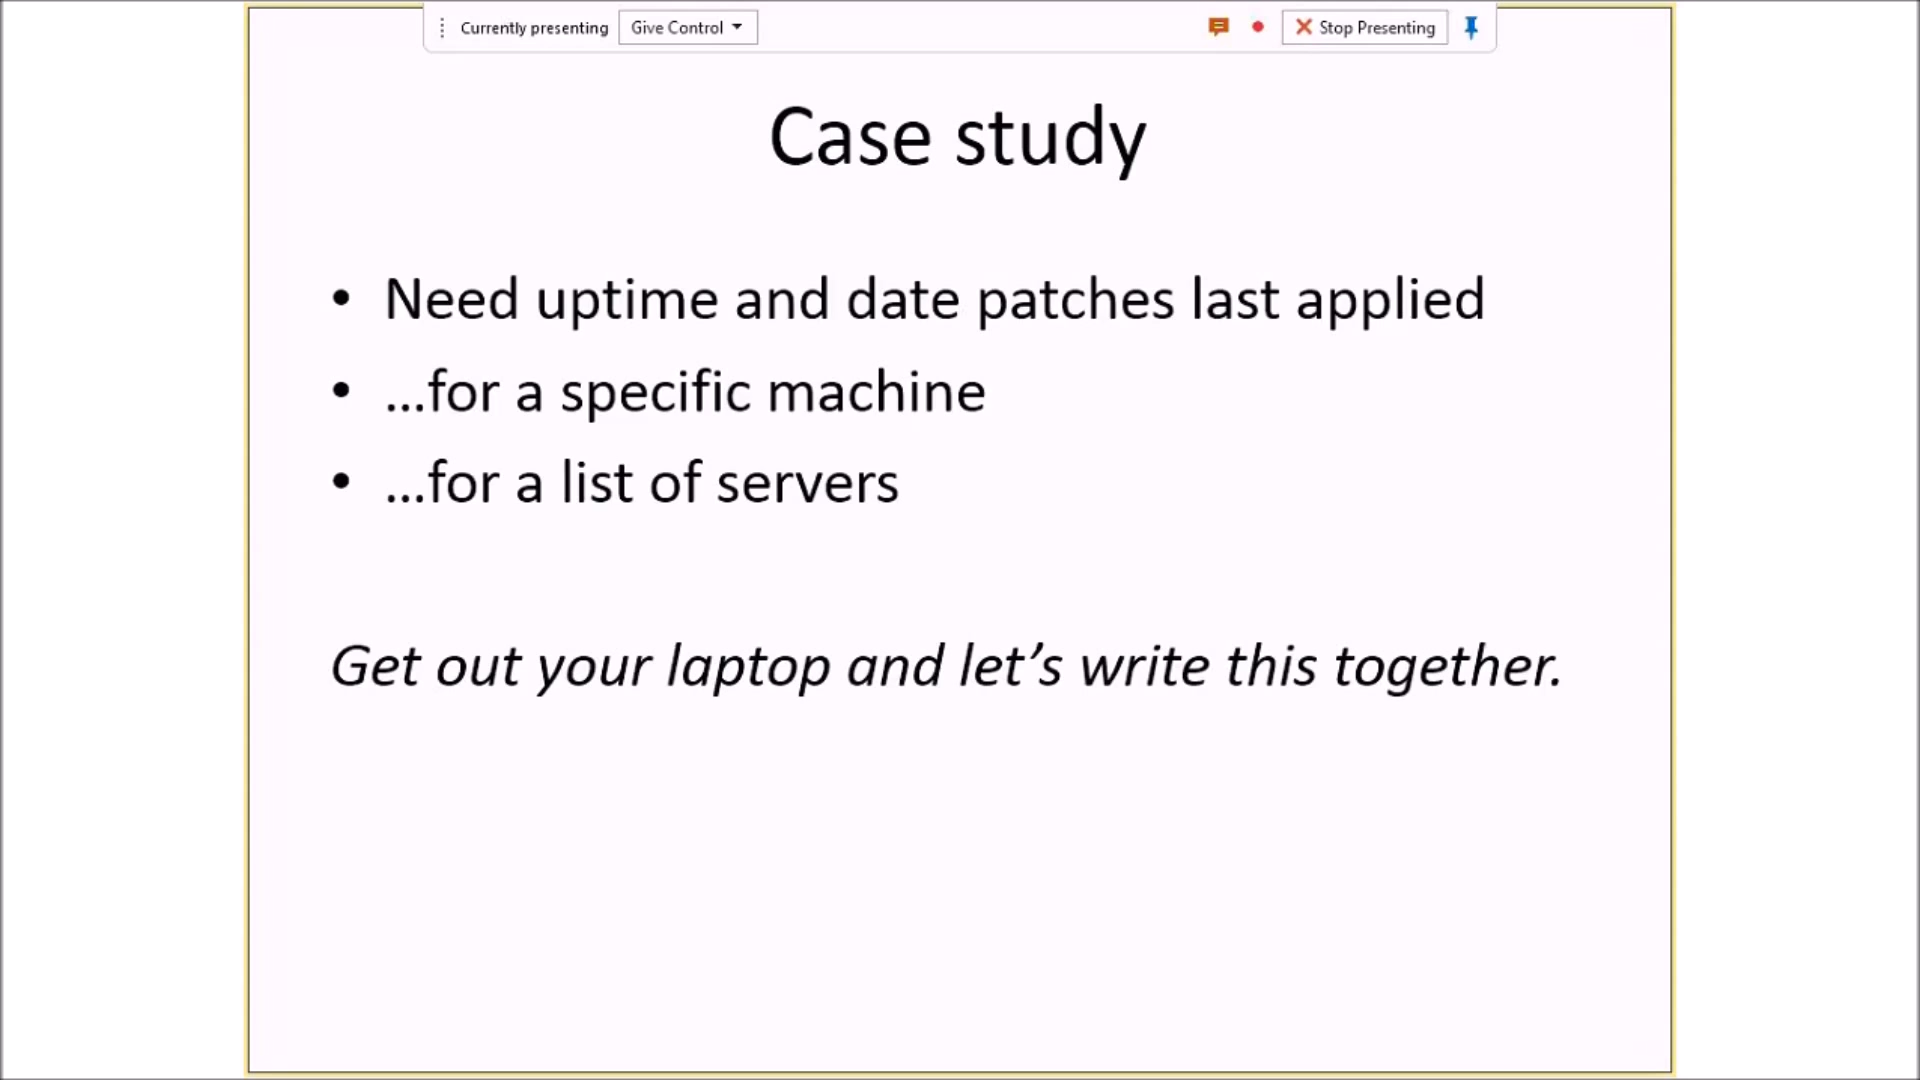 Currently presenting Give Control Stop Presenting
Case study
• Need uptime and date patches last applied
• …for a specific machine
• …for a list of servers
Get out your laptop and let’s write this together.